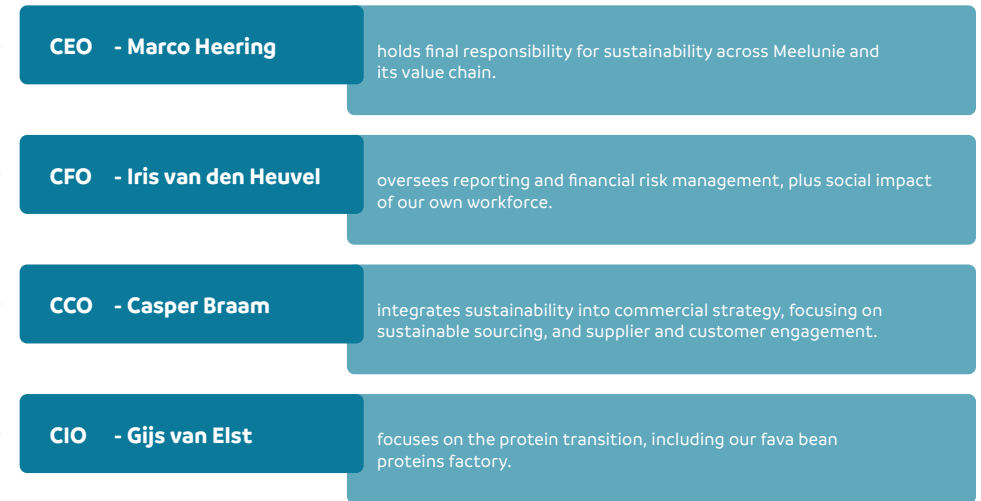 CEO - Marco Heering
holds final responsibility for sustainability across Meelunie and
its value chain.
CFO - Iris van den Heuvel
oversees reporting and financial risk management, plus social impact
of our own workforce.
CCO - Casper Braam
integrates sustainability into commercial strategy, focusing on
sustainable sourcing, and supplier and customer engagement.
CIO - Gijs van Elst
focuses on the protein transition, including our fava bean
proteins factory.